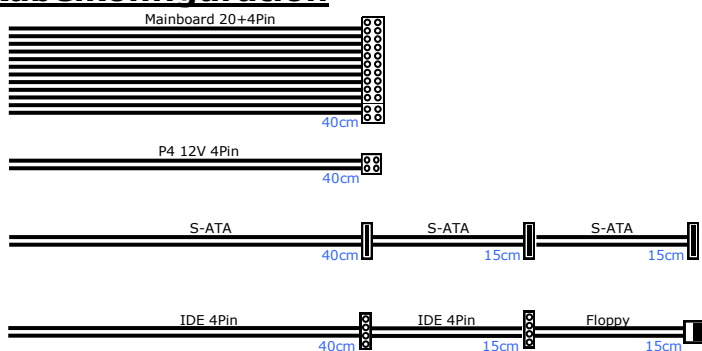 Mainboard 20+4Pin
40cm
P4 12V 4Pin
40cm
S-ATA S-ATA S-ATA
40cm 15cm 15cm
IDE 4Pin IDE 4Pin Floppy
40cm 15cm 15cm